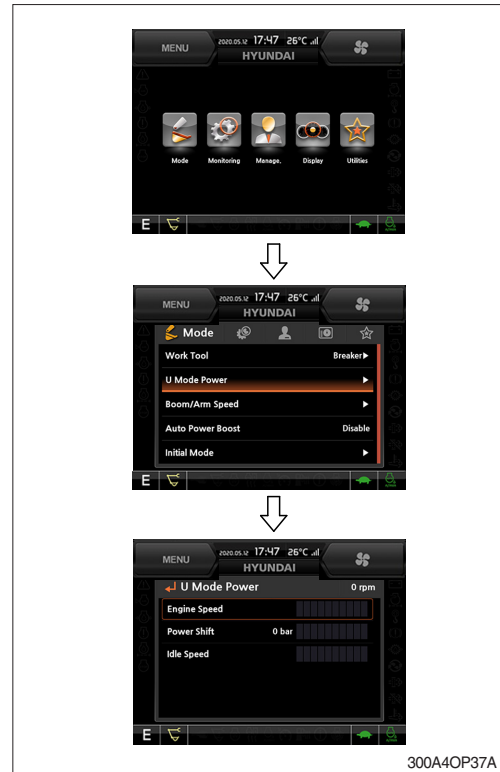 MENU 2020.05.12 17:47 26°C .ıl
HYUNDAI
Mode Monitoring Manage. Display Utilities
E
MENU 2020.05.12 17:47 26°C .ıl
HYUNDAI
Mode
Work Tool Breaker▶
U Mode Power ▶
Boom/Arm Speed ▶
Auto Power Boost Disable
Initial Mode ▶
E
MENU 2020.05.12 17:47 26°C .ıl
HYUNDAI
U Mode Power 0 rpm
Engine Speed
Power Shift 0 bar
Idle Speed
E
300A4OP37A